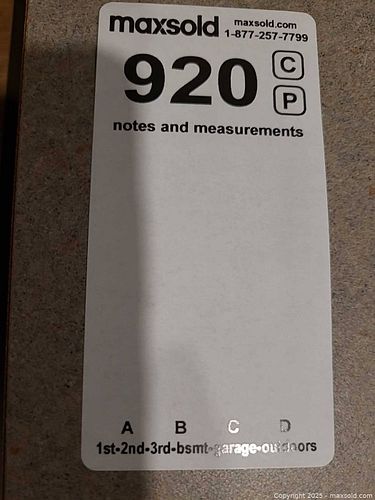 maxsold maxsold.com
1-877-257-7799
920 C
P
notes and measurements
A B C D
1st-2nd-3rd-bsmt-garage-outdoors
Copyright 2025 - maxsold.com